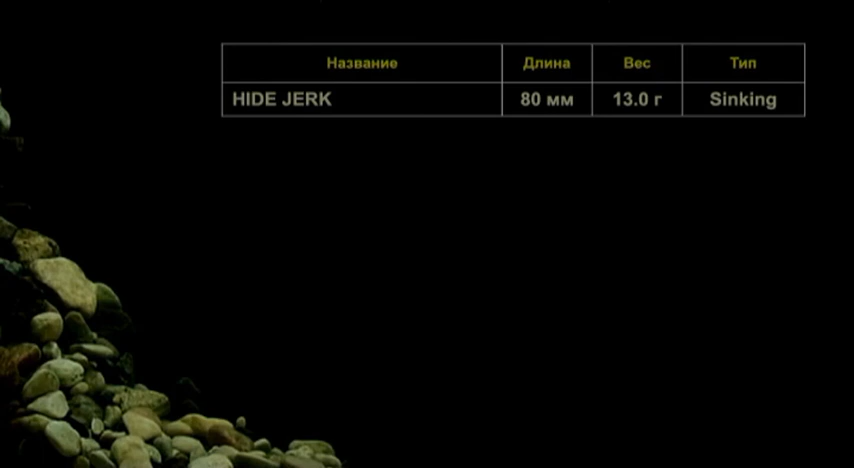 Название Длина Вес Тип
HIDE JERK 80 мм 13.0 г Sinking